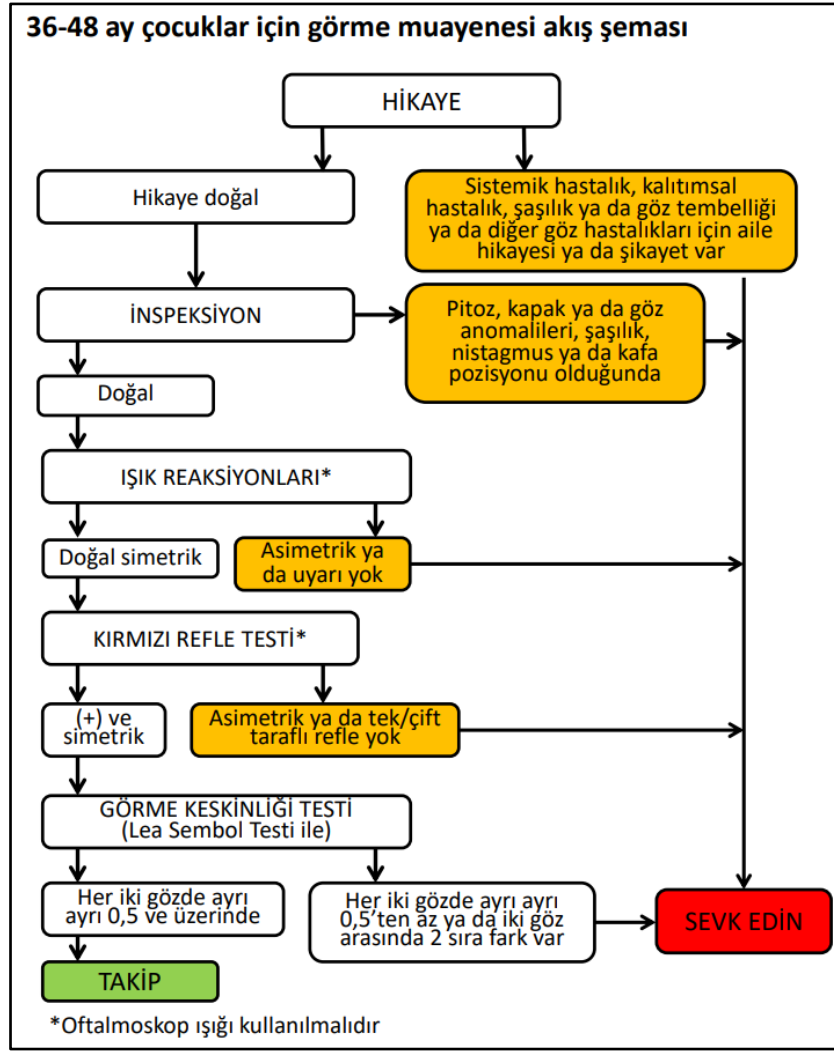 36-48 ay çocuklar için görme muayenesi akış şeması
HİKAYE
Hikaye doğal
Sistemik hastalık, kalıtımsal
hastalık, şaşılık ya da göz tembelliği
ya da diğer göz hastalıkları için aile
hikayesi ya da şikayet var
İNSPEKSİYON
Pitoz, kapak ya da göz
anomalileri, şaşılık,
nistagmus ya da kafa
pozisyonu olduğunda
Doğal
IŞIK REAKSİYONLARI*
Doğal simetrik
Asimetrik ya
da uyarı yok
KIRMIZI REFLE TESTİ*
(+) ve
simetrik
Asimetrik ya da tek/çift
taraflı refle yok
GÖRME KESKİNLİĞİ TESTİ
(Lea Sembol Testi ile)
Her iki gözde ayrı
ayrı 0,5 ve üzerinde
Her iki gözde ayrı ayrı
0,5'ten az ya da iki göz
arasında 2 sıra fark var
SEVK EDİN
TAKİP
*Oftalmoskop ışığı kullanılmalıdır